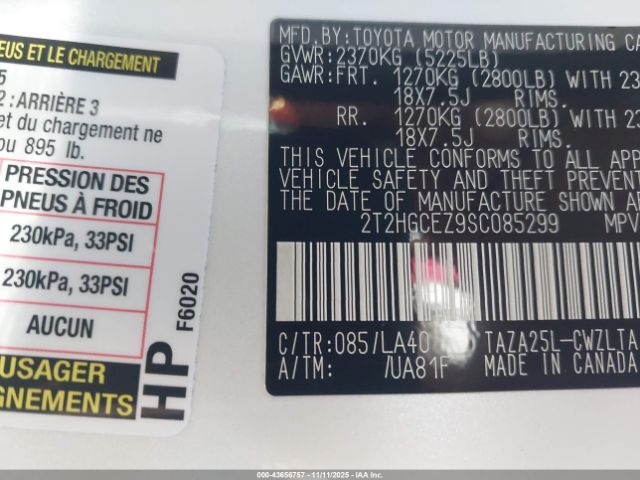 EUS ET LE CHARGEMENT
5
2 : ARRIÈRE 3
et du chargement ne
ou 895 lb.
PRESSION DES
PNEUS À FROID
230kPa, 33PSI
230kPa, 33PSI
AUCUN
USAGER
GNEMENTS
HP
F6020
MFD.BY:TOYOTA MOTOR MANUFACTURING CA
GVWR:2370KG (5225LB)
GAWR:FRT. 1270KG (2800LB) WITH 23
18X7.5J RIMS.
RR. 1270KG (2800LB) WITH 23
18X7.5J RIMS.
THIS VEHICLE CONFORMS TO ALL APP
VEHICLE SAFETY AND THEFT PREVENT
THE DATE OF MANUFACTURE SHOWN A
2T2HGCEZ9SC085299 MPV
C/TR:085/LA40 TAZA25L-CWZLTA
A/TM: /UA81F MADE IN CANADA
000-43656757 - 11/11/2025 - IAAI.CA